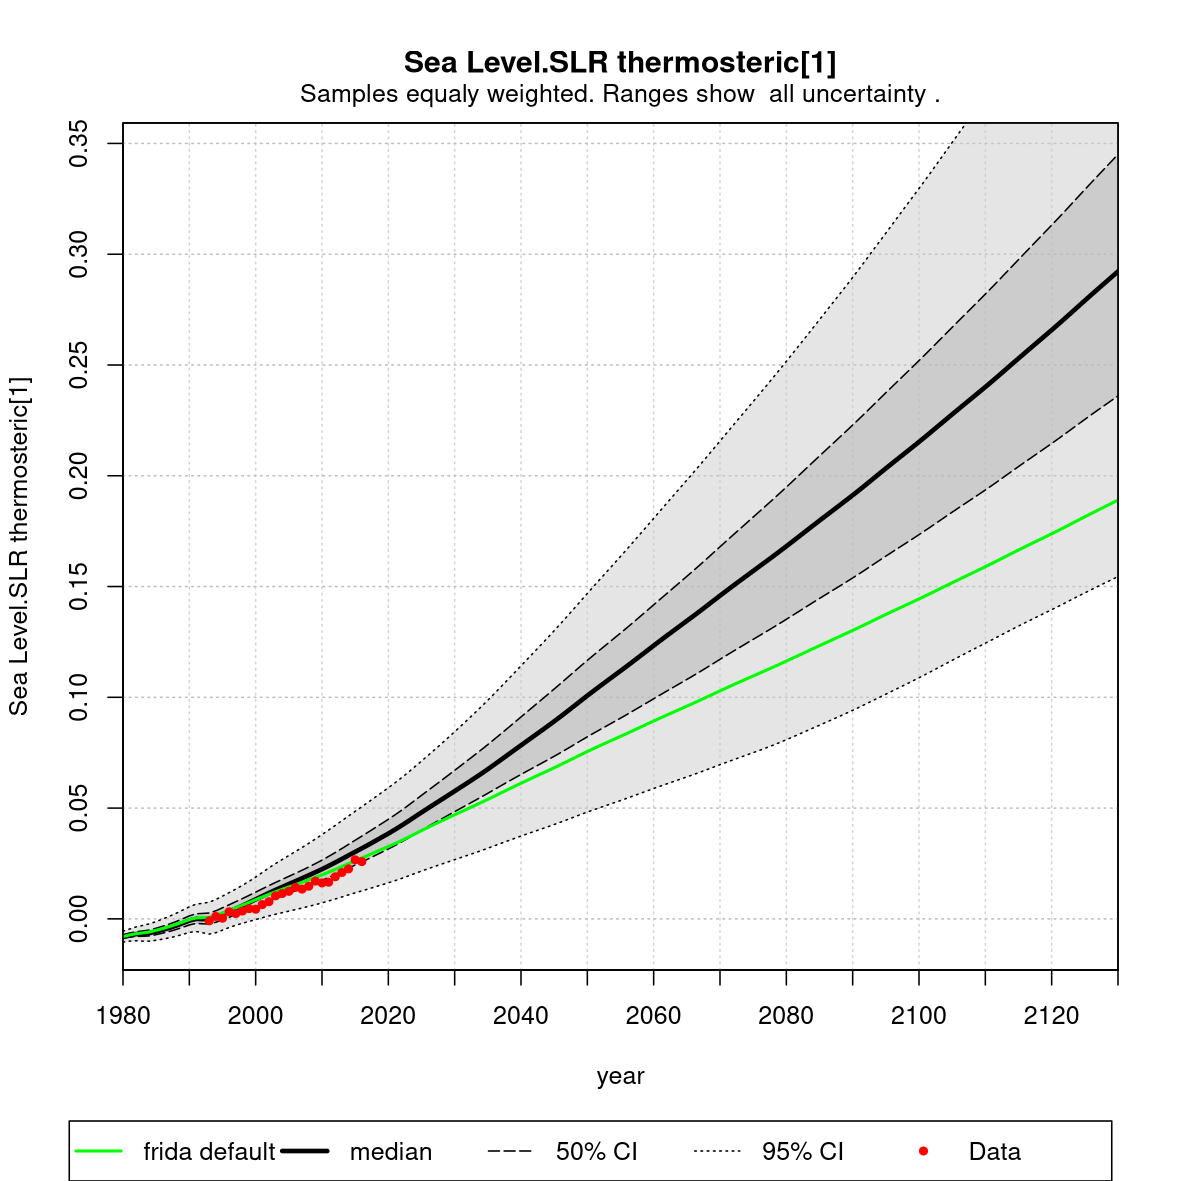 Sea Level.SLR thermosteric[1]
Samples equaly weighted. Ranges show  all uncertainty .
Sea Level.SLR thermosteric[1]
0.35
0.30
0.25
0.20
0.15
0.10
0.05
0.00
1980 2000 2020 2040 2060 2080 2100 2120
year
frida default median 50% CI 95% CI Data